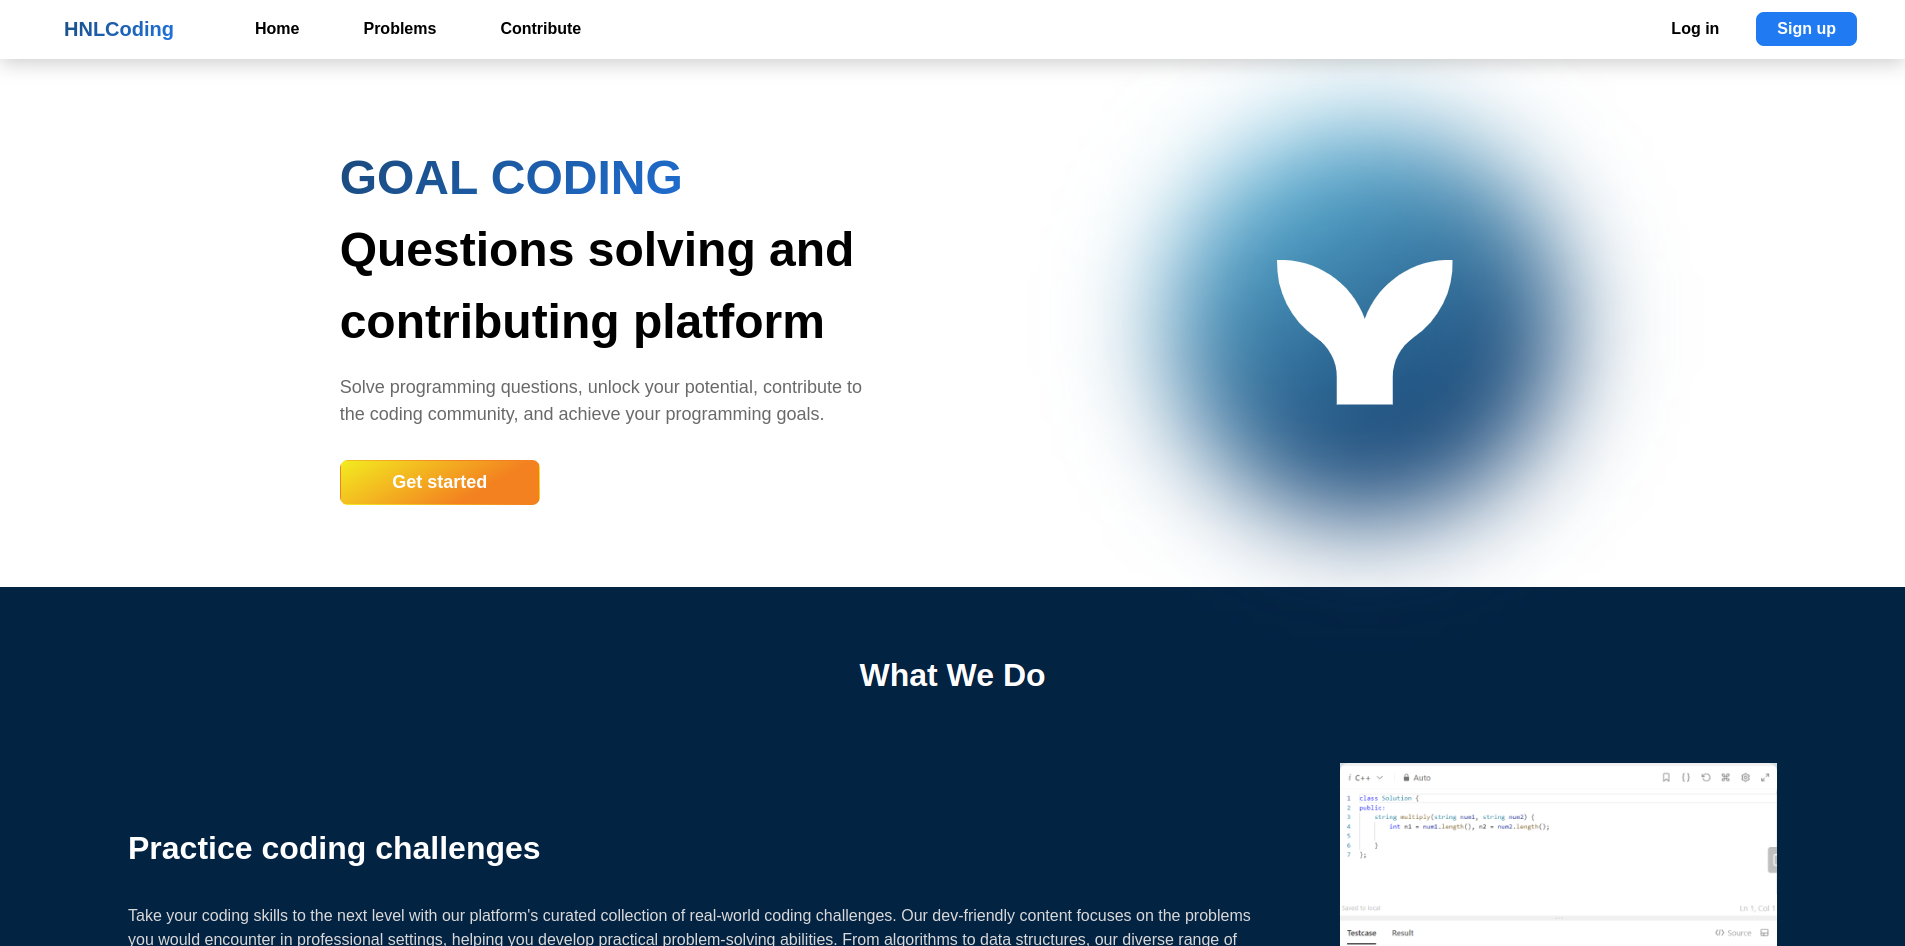 HNLCoding
Home
Problems
Contribute
Log in
Sign up
GOAL CODING
Questions solving and
contributing platform
Solve programming questions, unlock your potential, contribute to
the coding community, and achieve your programming goals.
Get started
What We Do
Practice coding challenges
Take your coding skills to the next level with our platform's curated collection of real-world coding challenges. Our dev-friendly content focuses on the problems
you would encounter in professional settings, helping you develop practical problem-solving abilities. From algorithms to data structures, our diverse range of
i C++ Auto
1 class Solution {
2 public:
3 string multiply(string num1, string num2) {
4 int n1 = num1.length(), n2 = num2.length();
5
6 }
7 };
Saved to local
Ln 1, Col 1
Testcase
Result
Source